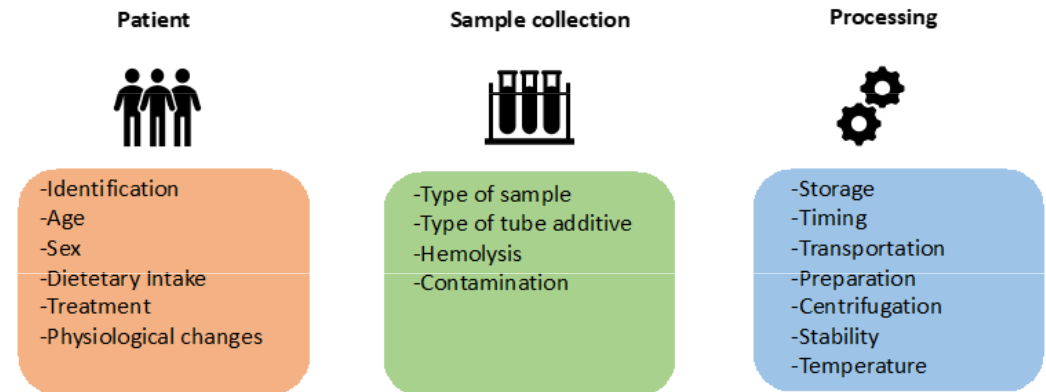 Patient
-Identification
-Age
-Sex
-Dietetary intake
-Treatment
-Physiological changes
Sample collection
-Type of sample
-Type of tube additive
-Hemolysis
-Contamination
Processing
-Storage
-Timing
-Transportation
-Preparation
-Centrifugation
-Stability
-Temperature